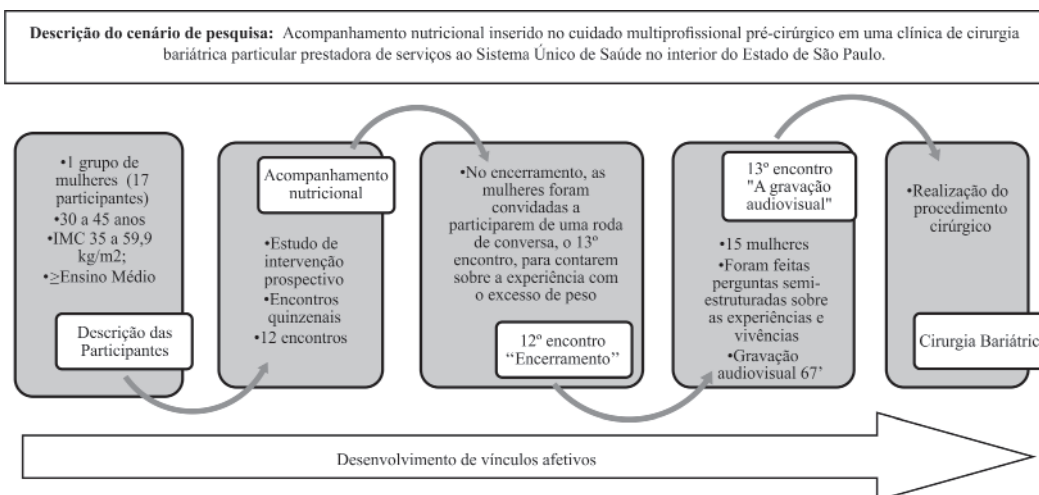 Descrição do cenário de pesquisa: Acompanhamento nutricional inserido no cuidado multiprofissional pré-cirúrgico em uma clínica de cirurgia
bariátrica particular prestadora de serviços ao Sistema Único de Saúde no interior do Estado de São Paulo.
•1 grupo de
mulheres (17
participantes)
•30 a 45 anos
•IMC 35 a 59,9
kg/m2;
•≥Ensino Médio
Descrição das
Participantes
Acompanhamento
nutricional
•Estudo de
intervenção
prospectivo
•Encontros
quinzenais
•12 encontros
•No encerramento, as
mulheres foram
convidadas a
participarem de uma roda
de conversa, o 13º
encontro, para contarem
sobre a experiência com
o excesso de peso
12º encontro
“Encerramento”
13º encontro
"A gravação
audiovisual"
•15 mulheres
•Foram feitas
perguntas semi-
estruturadas sobre
as experiências e
vivências
•Gravação
audiovisual 67’
•Realização do
procedimento
cirúrgico
Cirurgia Bariátric
Desenvolvimento de vínculos afetivos